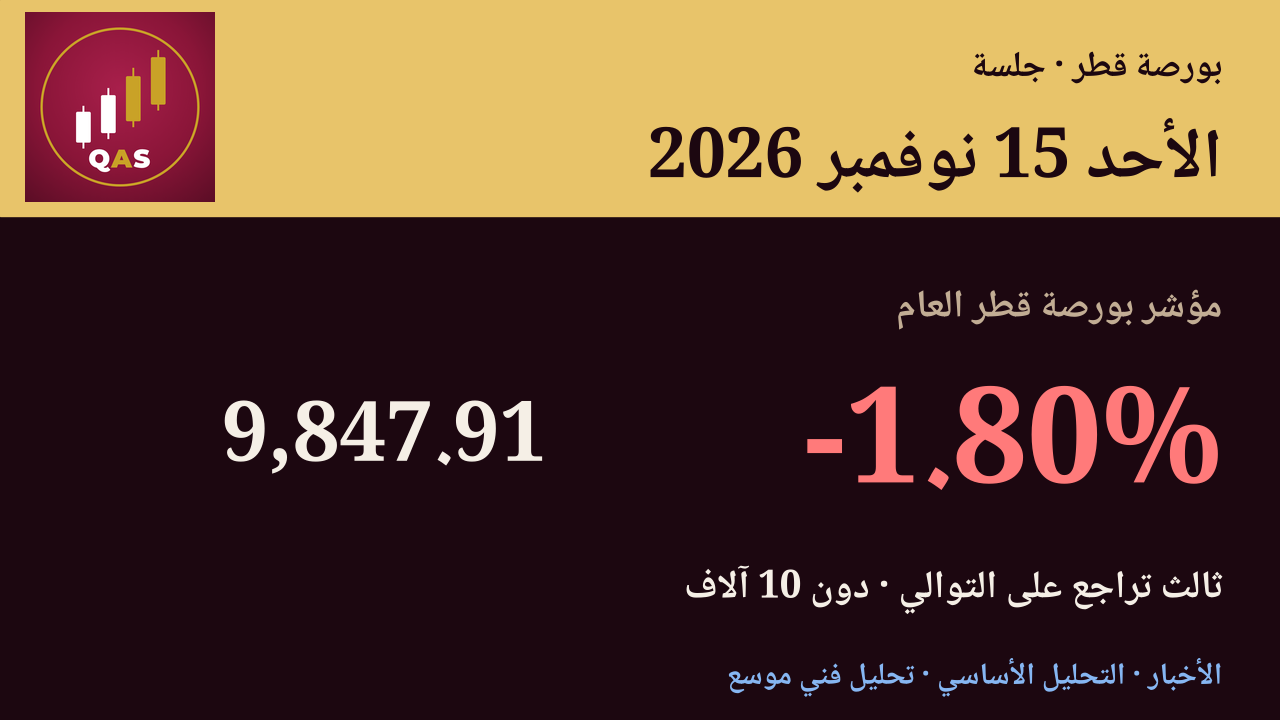 QAS
بورصة قطر · جلسة
الأحد 15 نوفمبر 2026
مؤشر بورصة قطر العام
-1.80%
9,847.91
ثالث تراجع على التوالي · دون 10 آلاف
الأخبار · التحليل الأساسي · تحليل فني موسع